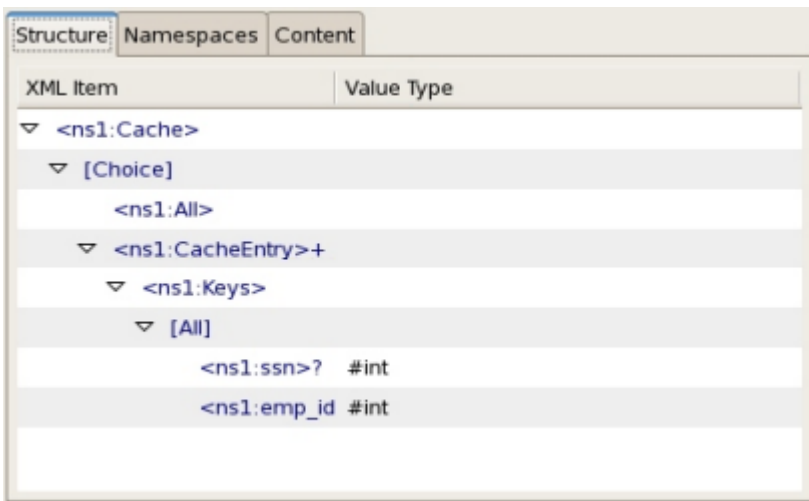 Structure Namespaces Content
XML Item Value Type
<ns1:Cache>
[Choice]
<ns1:All>
<ns1:CacheEntry>+
<ns1:Keys>
[All]
<ns1:ssn>? #int
<ns1:emp_id #int